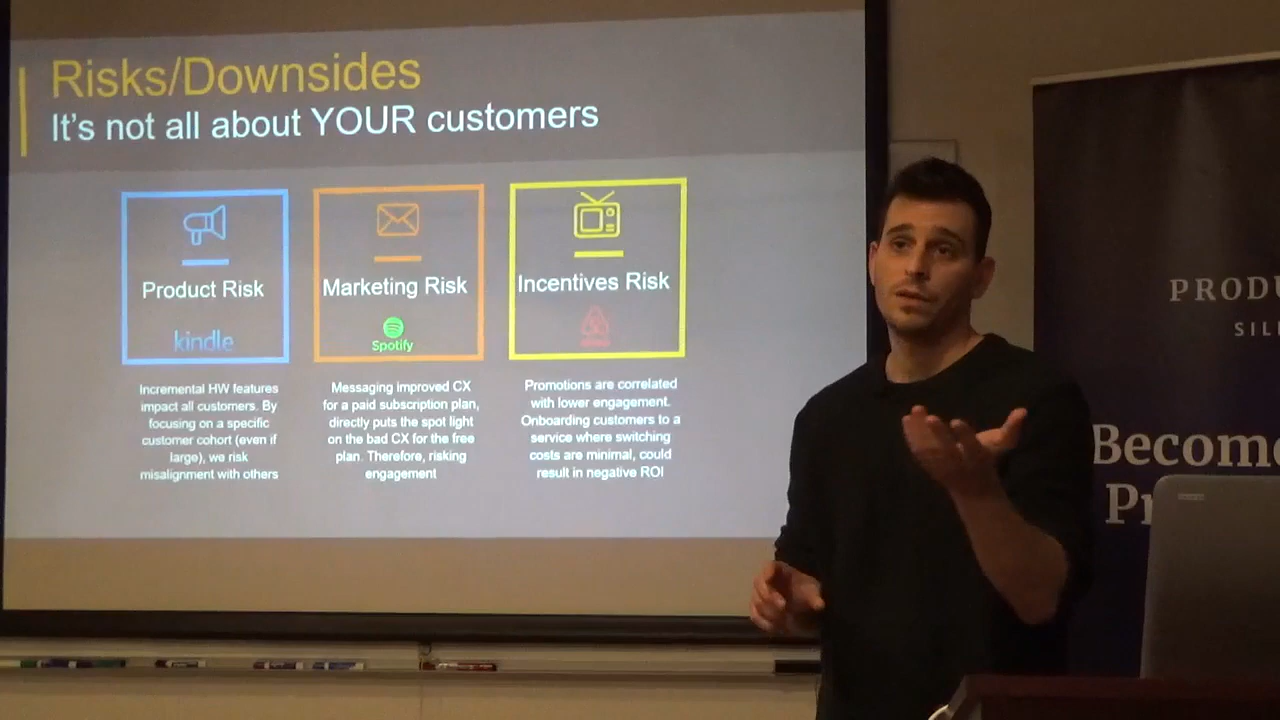 Risks/Downsides
It's not all about YOUR customers
Product Risk
kindle
Incremental HW features
impact all customers. By
focusing on a specific
customer cohort (even if
large), we risk
misalignment with others
Marketing Risk
Spotify
Messaging improved CX
for a paid subscription plan,
directly puts the spot light
on the bad CX for the free
plan. Therefore, risking
engagement
Incentives Risk
Promotions are correlated
with lower engagement.
Onboarding customers to a
service where switching
costs are minimal, could
result in negative ROI
PRODU
SIL
Become
Pr